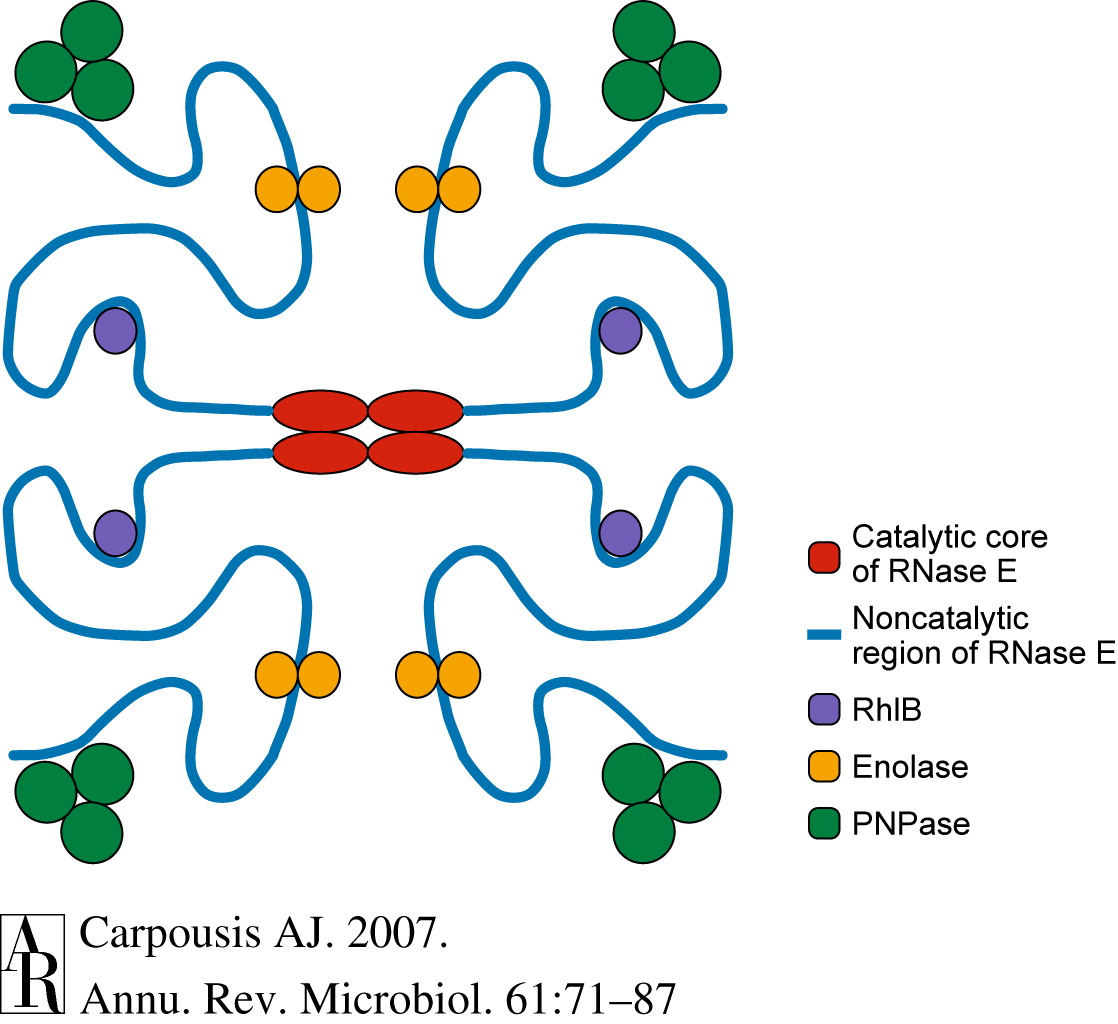 Catalytic core
of RNase E
Noncatalytic
region of RNase E
RhlB
Enolase
PNPase
AR
Carpousis AJ. 2007.
Annu. Rev. Microbiol. 61:71–87